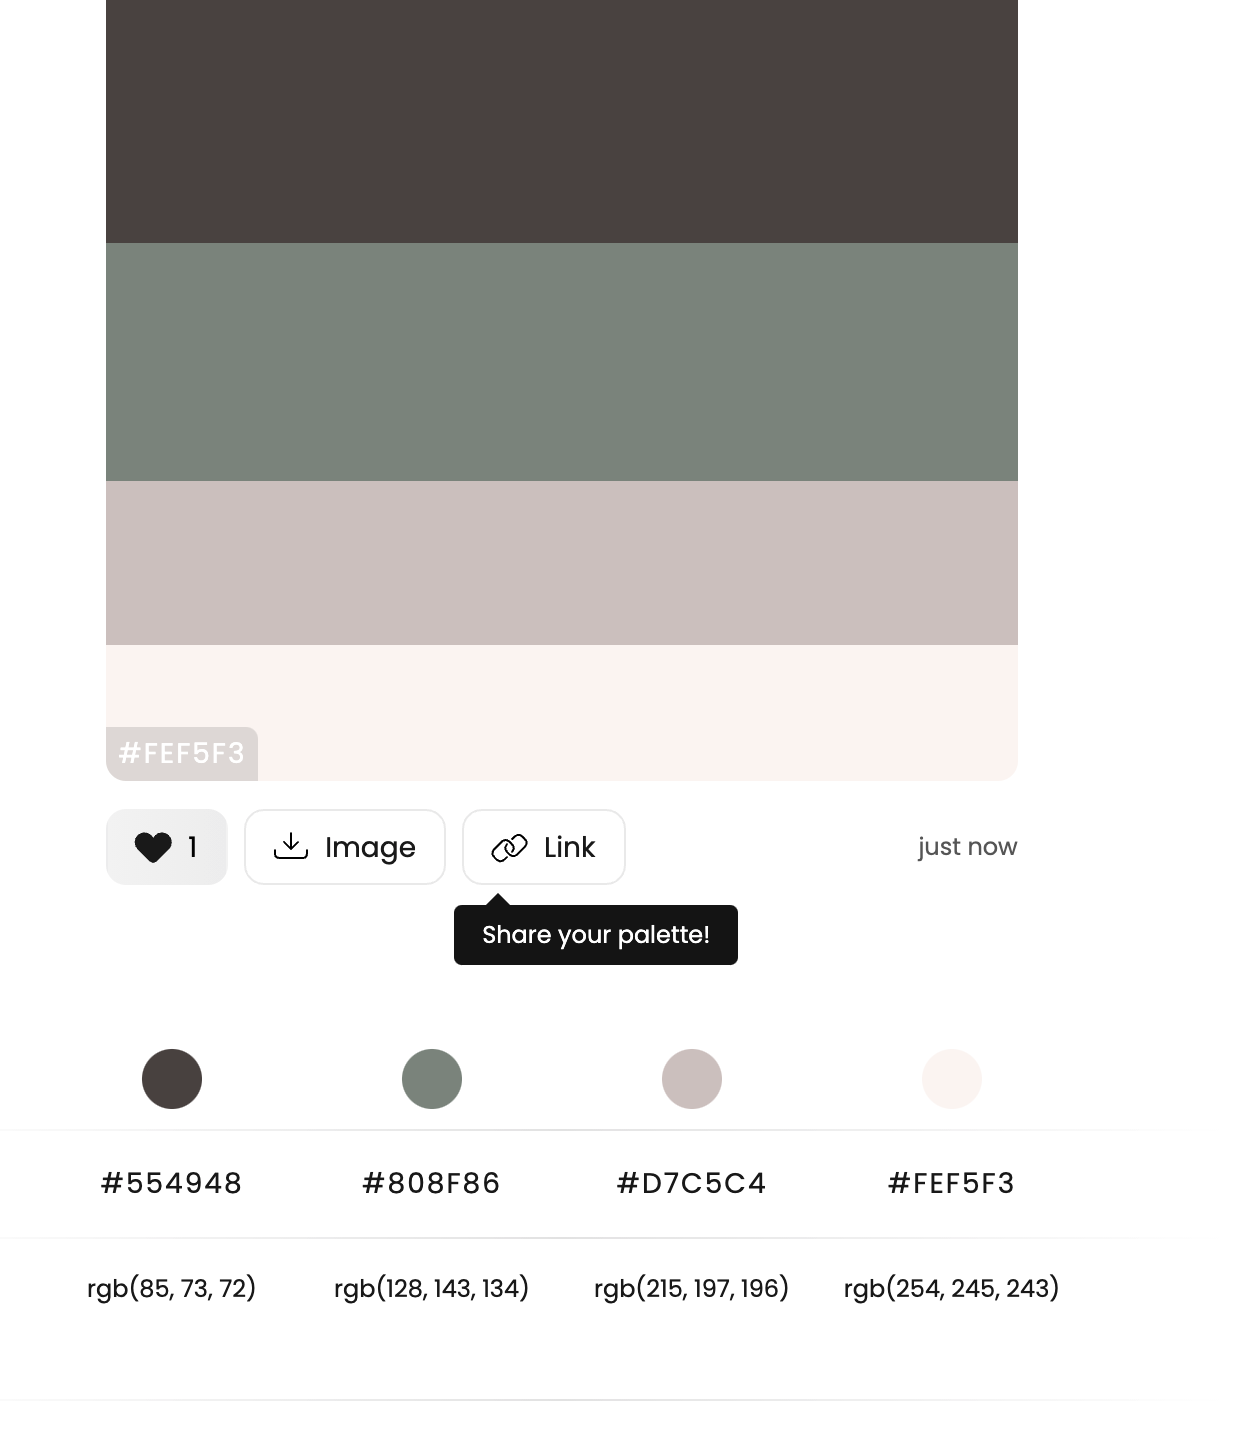 #FEF5F3
1 Image Link just now
Share your palette!
#554948 #808F86 #D7C5C4 #FEF5F3
rgb(85, 73, 72) rgb(128, 143, 134) rgb(215, 197, 196) rgb(254, 245, 243)